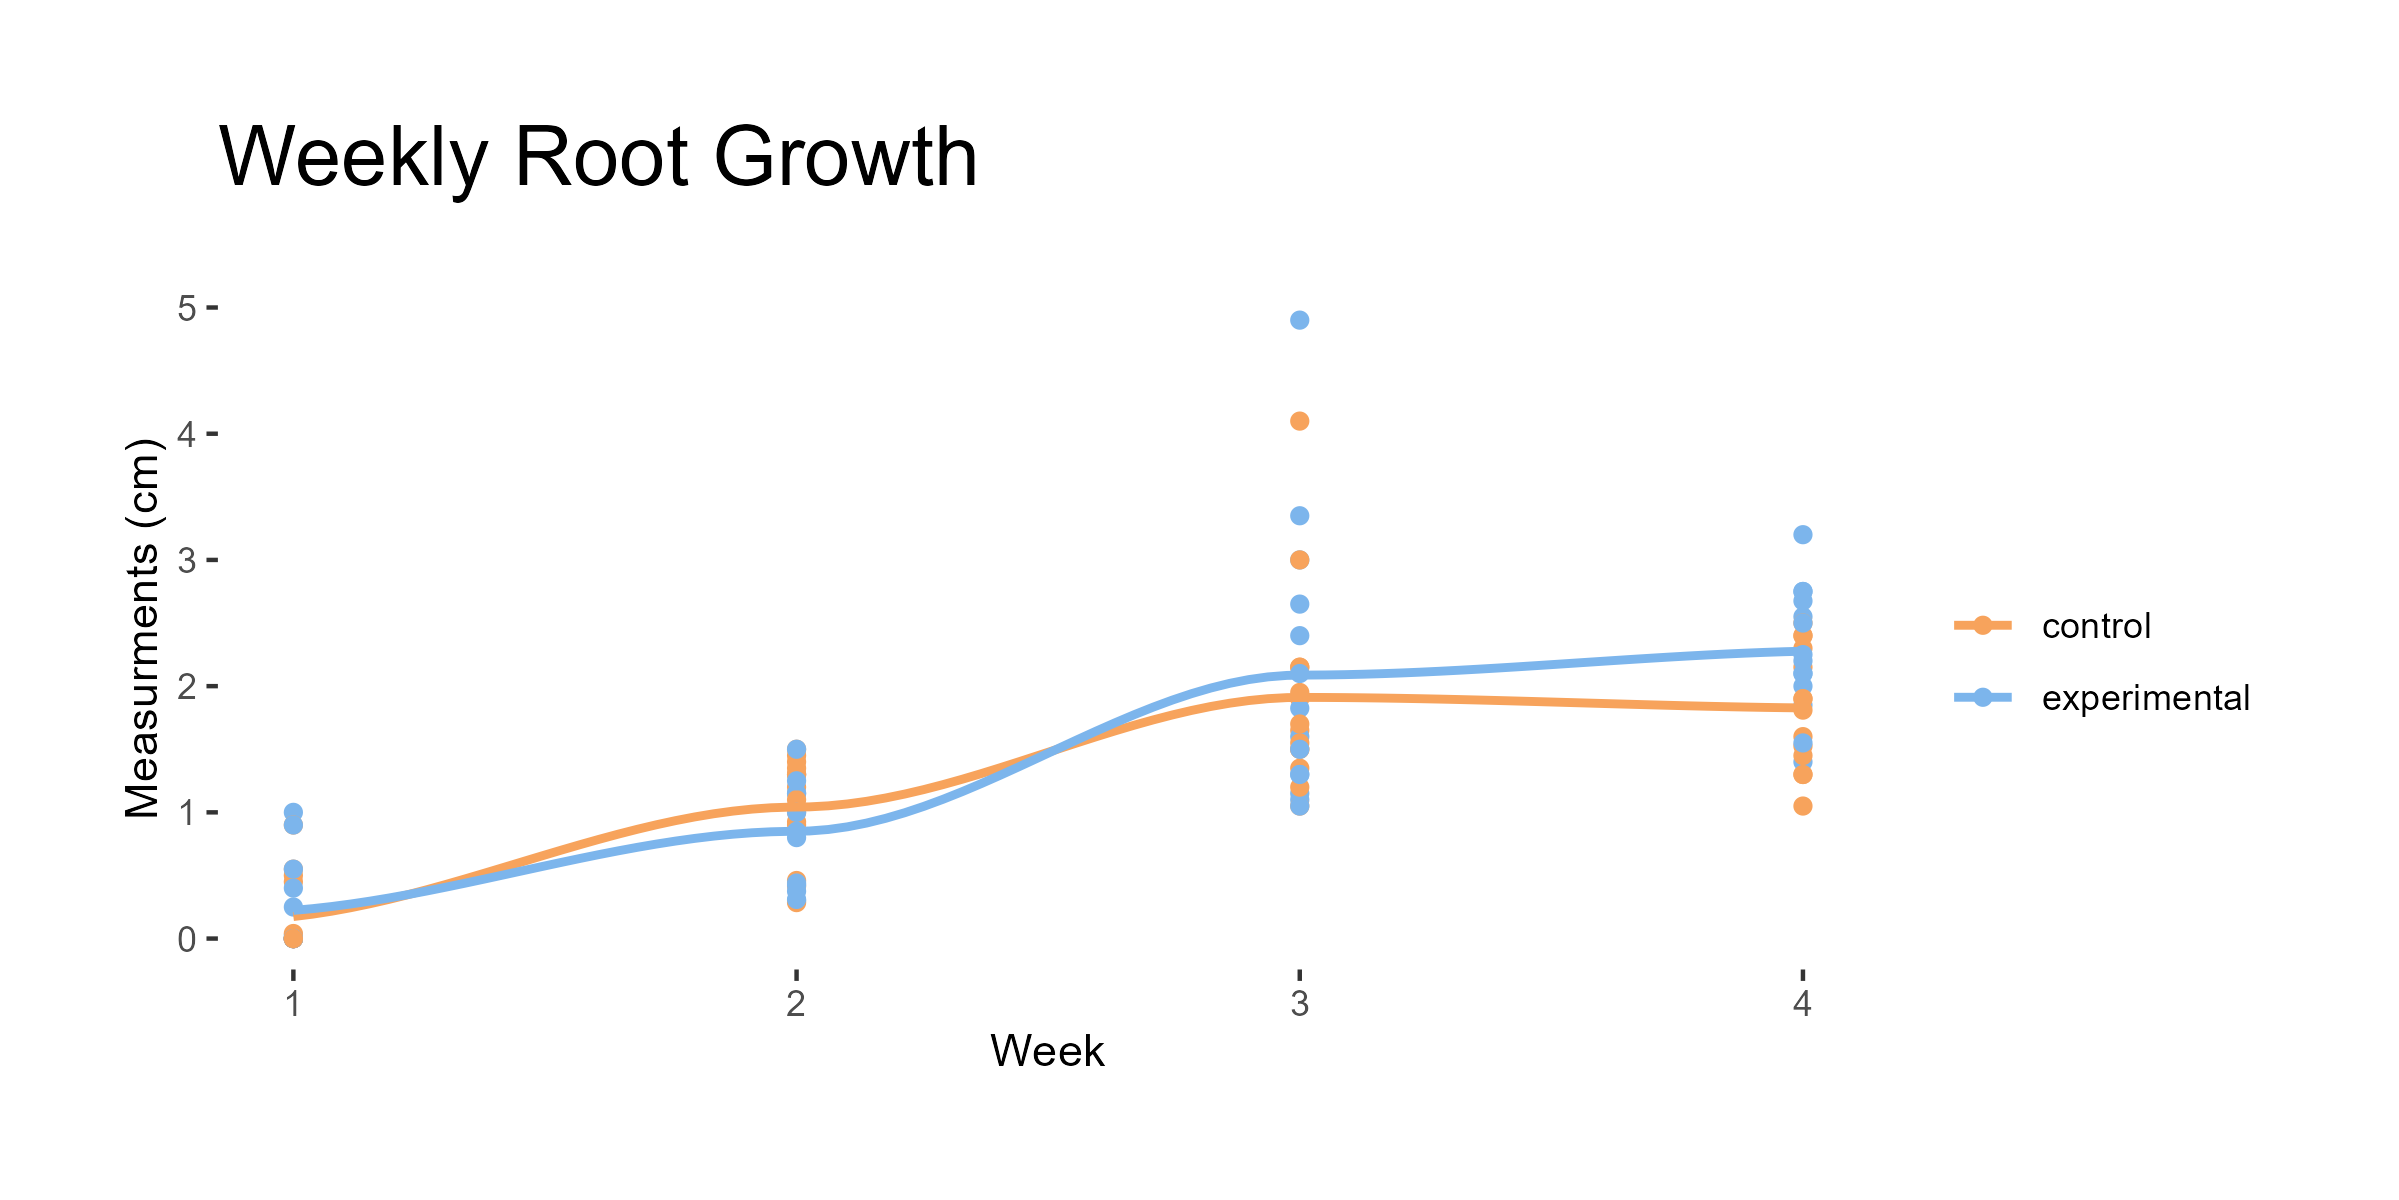 Weekly Root Growth
5
4
3
2
1
0
Measurments (cm)
1 2 3 4
Week
control
experimental